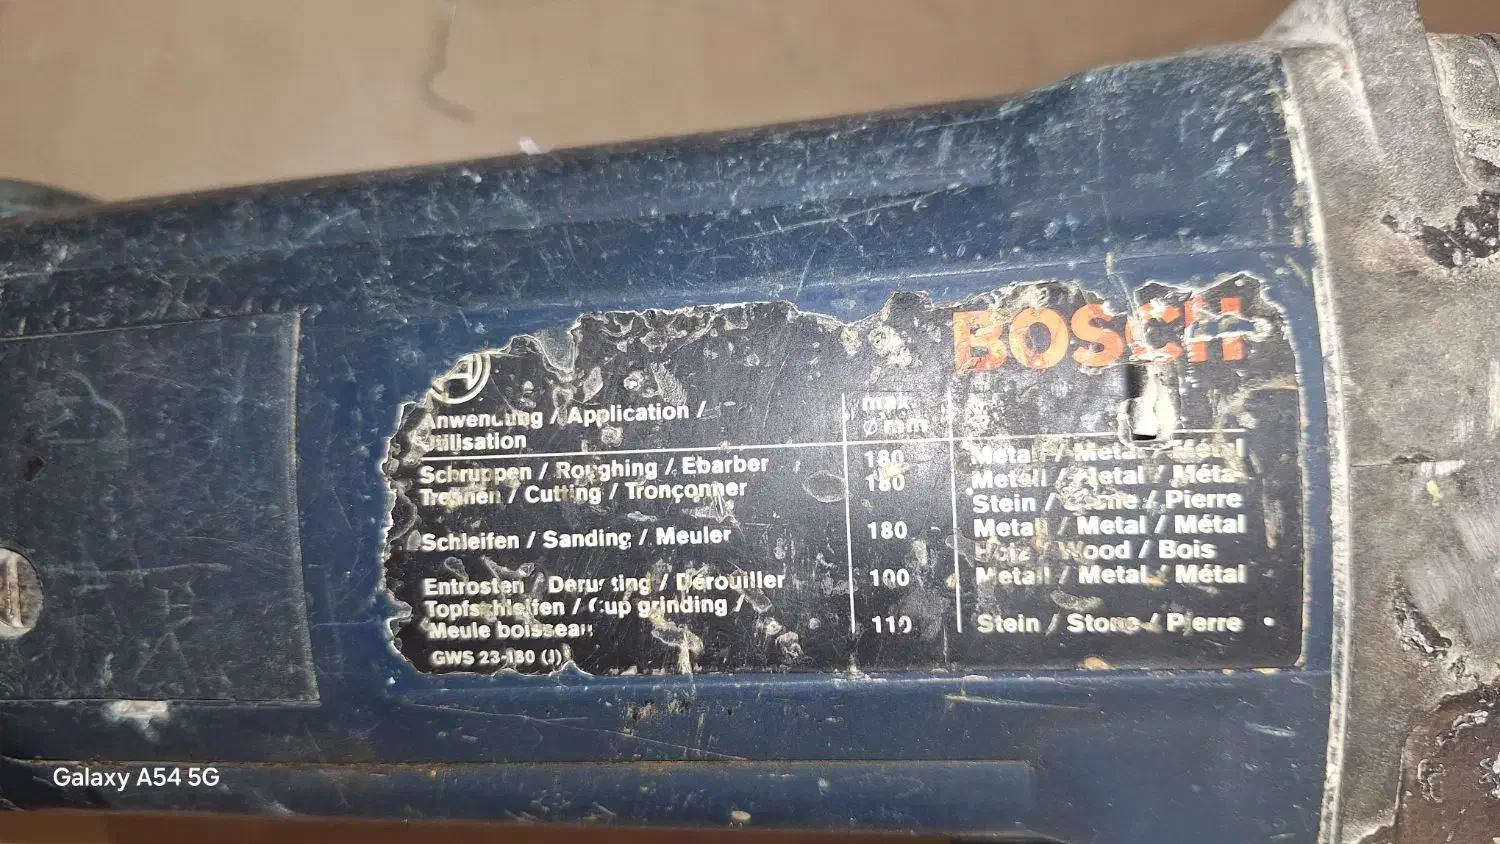 BOSCH
Anwendung / Application /
Utilisation
max.
Ø mm
Schruppen / Roughing / Ebarber 180 Metall / Metal / Métal
Trennen / Cutting / Tronçonner 180 Metall / Metal / Métal
Stein / Stone / Pierre
Schleifen / Sanding / Meuler 180 Metall / Metal / Métal
Holz / Wood / Bois
Entrosten / Derusting / Dérouiller 100 Metall / Metal / Métal
Topfschleifen / Cup grinding /
Meule boisseau 110 Stein / Stone / Pierre
GWS 23-180 (J)
Galaxy A54 5G